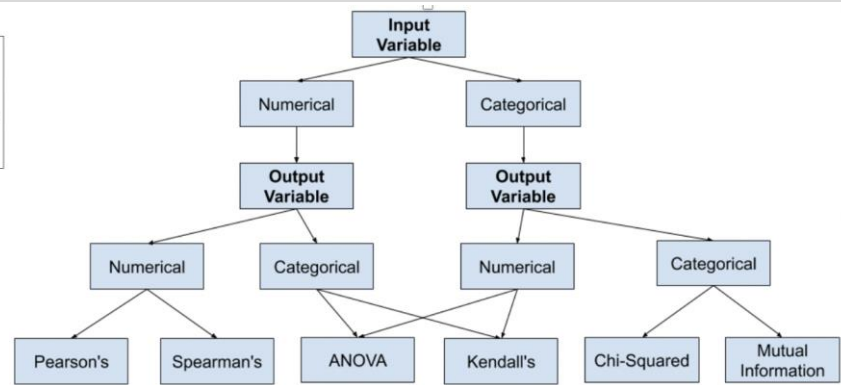 Input
Variable
Numerical
Categorical
Output
Variable
Output
Variable
Numerical
Categorical
Numerical
Categorical
Pearson's
Spearman's
ANOVA
Kendall's
Chi-Squared
Mutual
Information